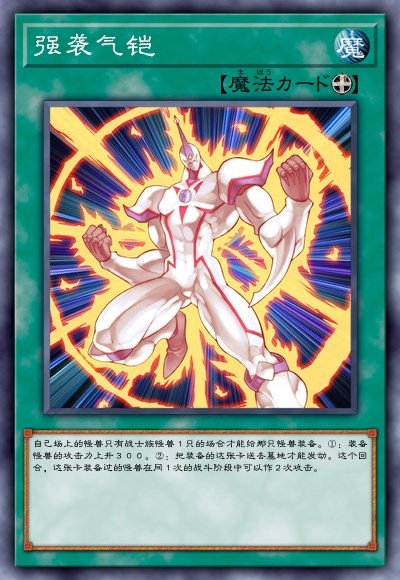 强袭气铠
魔
【魔法カード】
まほう
自己场上的怪兽只有战士族怪兽１只的场合才能给那只怪兽装备。①：装备
怪兽的攻击力上升３００。②：把装备的这张卡送去墓地才能发动。这个回
合，这张卡装备过的怪兽在同１次的战斗阶段中可以作２次攻击。